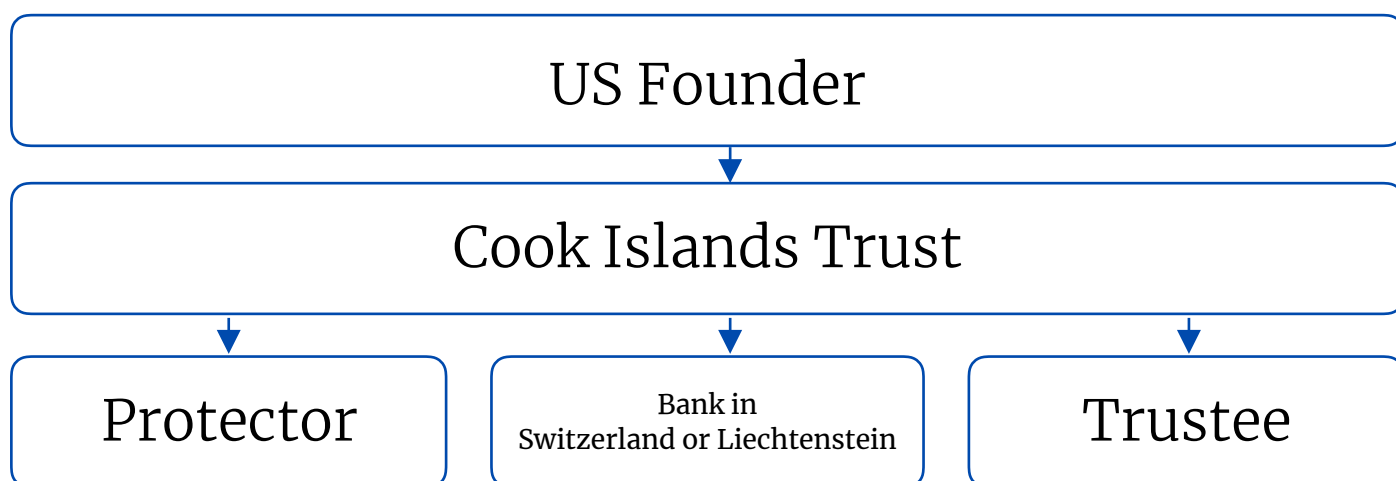 US Founder
Cook Islands Trust
Protector
Bank in
Switzerland or Liechtenstein
Trustee